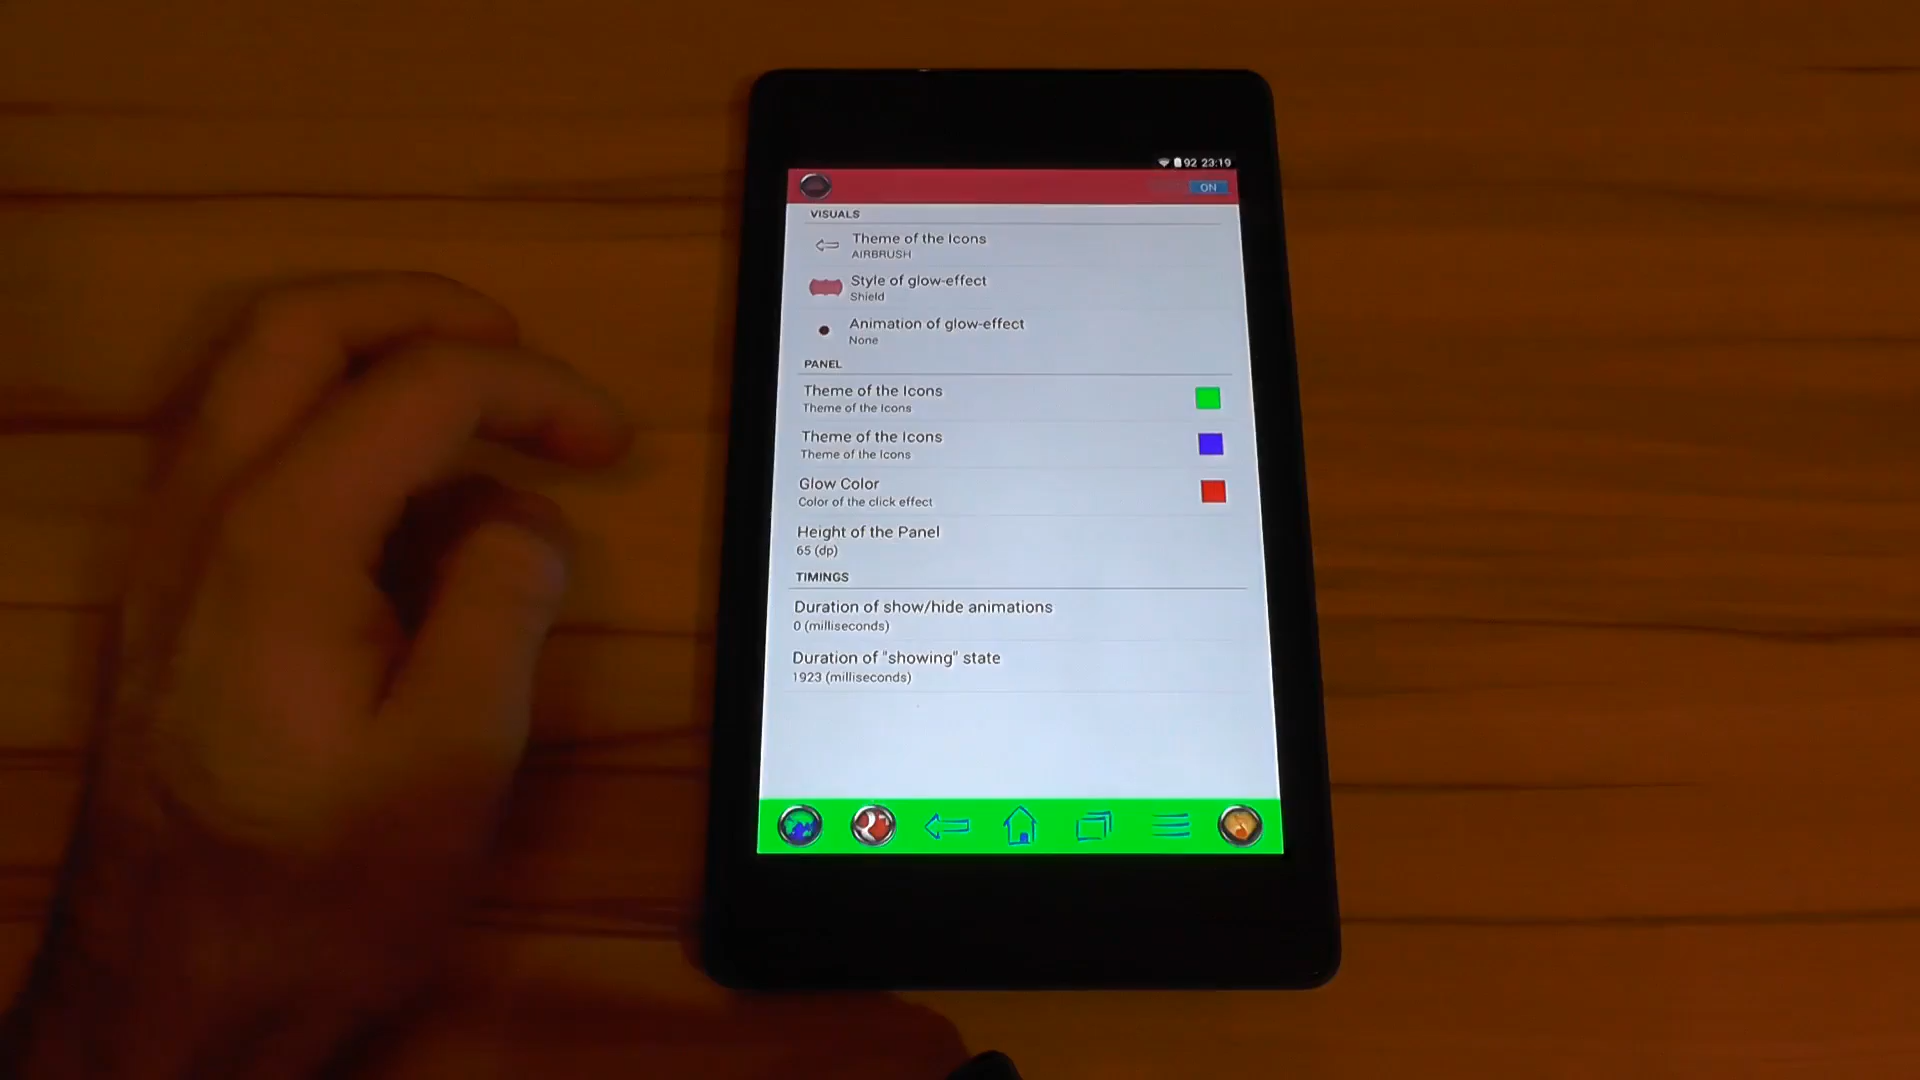 92 23:19
ON
VISUALS
Theme of the Icons
AIRBRUSH
Style of glow-effect
Shield
Animation of glow-effect
None
PANEL
Theme of the Icons
Theme of the Icons
Theme of the Icons
Theme of the Icons
Glow Color
Color of the click effect
Height of the Panel
65 (dp)
TIMINGS
Duration of show/hide animations
0 (milliseconds)
Duration of "showing" state
1923 (milliseconds)